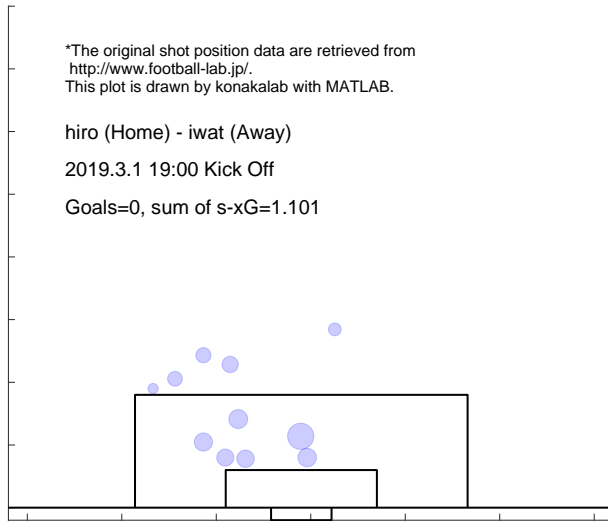 *The original shot position data are retrieved from
http://www.football-lab.jp/.
This plot is drawn by konakalab with MATLAB.
hiro (Home) - iwat (Away)
2019.3.1 19:00 Kick Off
Goals=0, sum of s-xG=1.101